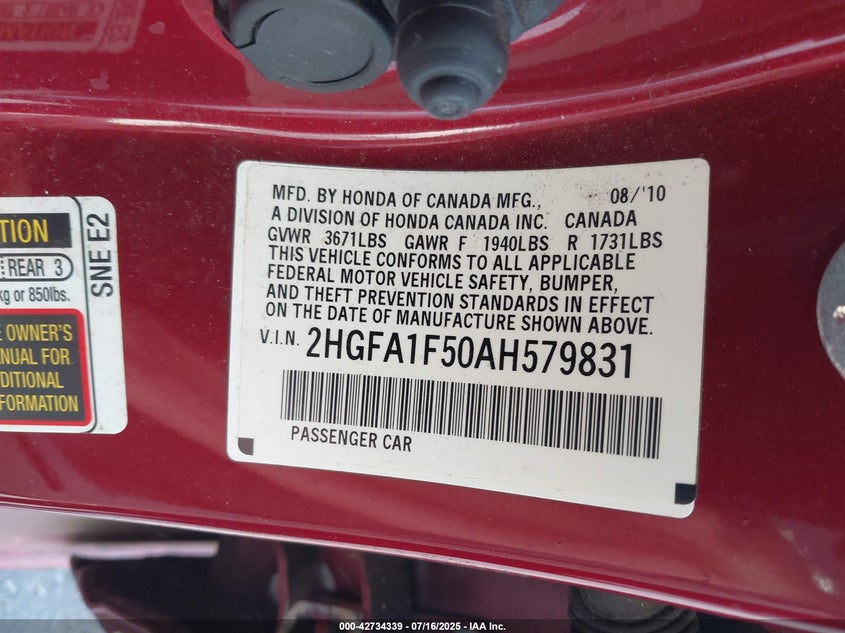 MFD. BY HONDA OF CANADA MFG., 08/'10
A DIVISION OF HONDA CANADA INC. CANADA
GVWR 3671LBS GAWR F 1940LBS R 1731LBS
THIS VEHICLE CONFORMS TO ALL APPLICABLE
FEDERAL MOTOR VEHICLE SAFETY, BUMPER,
AND THEFT PREVENTION STANDARDS IN EFFECT
ON THE DATE OF MANUFACTURE SHOWN ABOVE.
V.I.N. 2HGFA1F50AH579831
PASSENGER CAR
TION
REAR 3
kg or 850lbs.
E OWNER'S
ANUAL FOR
DITIONAL
FORMATION
SNE E2
000-42734339 - 07/16/2025 - IAA Holdings, LLC